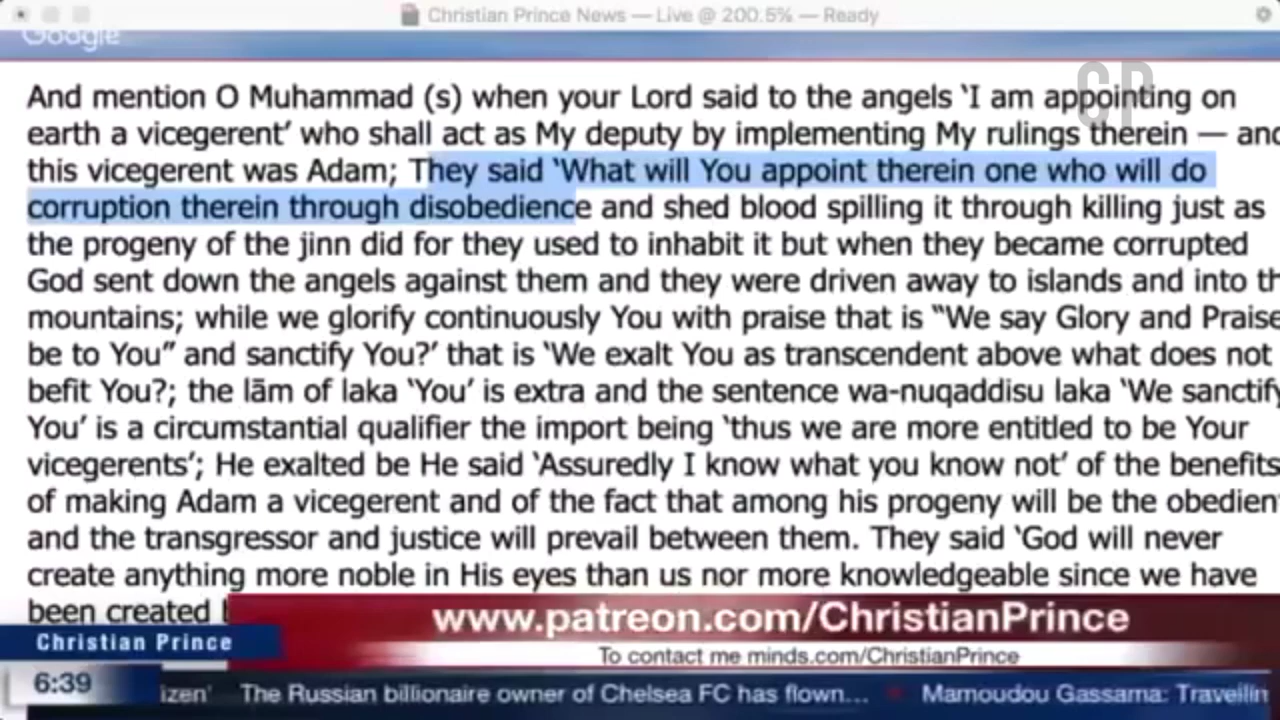 Christian Prince News — Live @ 200.5% — Ready
Google
CP
And mention O Muhammad (s) when your Lord said to the angels ‘I am appointing on
earth a vicegerent’ who shall act as My deputy by implementing My rulings therein — and
this vicegerent was Adam; They said ‘What will You appoint therein one who will do
corruption therein through disobedience and shed blood spilling it through killing just as
the progeny of the jinn did for they used to inhabit it but when they became corrupted
God sent down the angels against them and they were driven away to islands and into th
mountains; while we glorify continuously You with praise that is “We say Glory and Praise
be to You” and sanctify You?’ that is ‘We exalt You as transcendent above what does not
befit You?; the lām of laka ‘You’ is extra and the sentence wa-nuqaddisu laka ‘We sanctify
You’ is a circumstantial qualifier the import being ‘thus we are more entitled to be Your
vicegerents’; He exalted be He said ‘Assuredly I know what you know not’ of the benefits
of making Adam a vicegerent and of the fact that among his progeny will be the obedien
and the transgressor and justice will prevail between them. They said ‘God will never
create anything more noble in His eyes than us nor more knowledgeable since we have
been created
www.patreon.com/ChristianPrince
Christian Prince
To contact me minds.com/ChristianPrince
6:39 izen' The Russian billionaire owner of Chelsea FC has flown... Mamoudou Gassama: Travellin